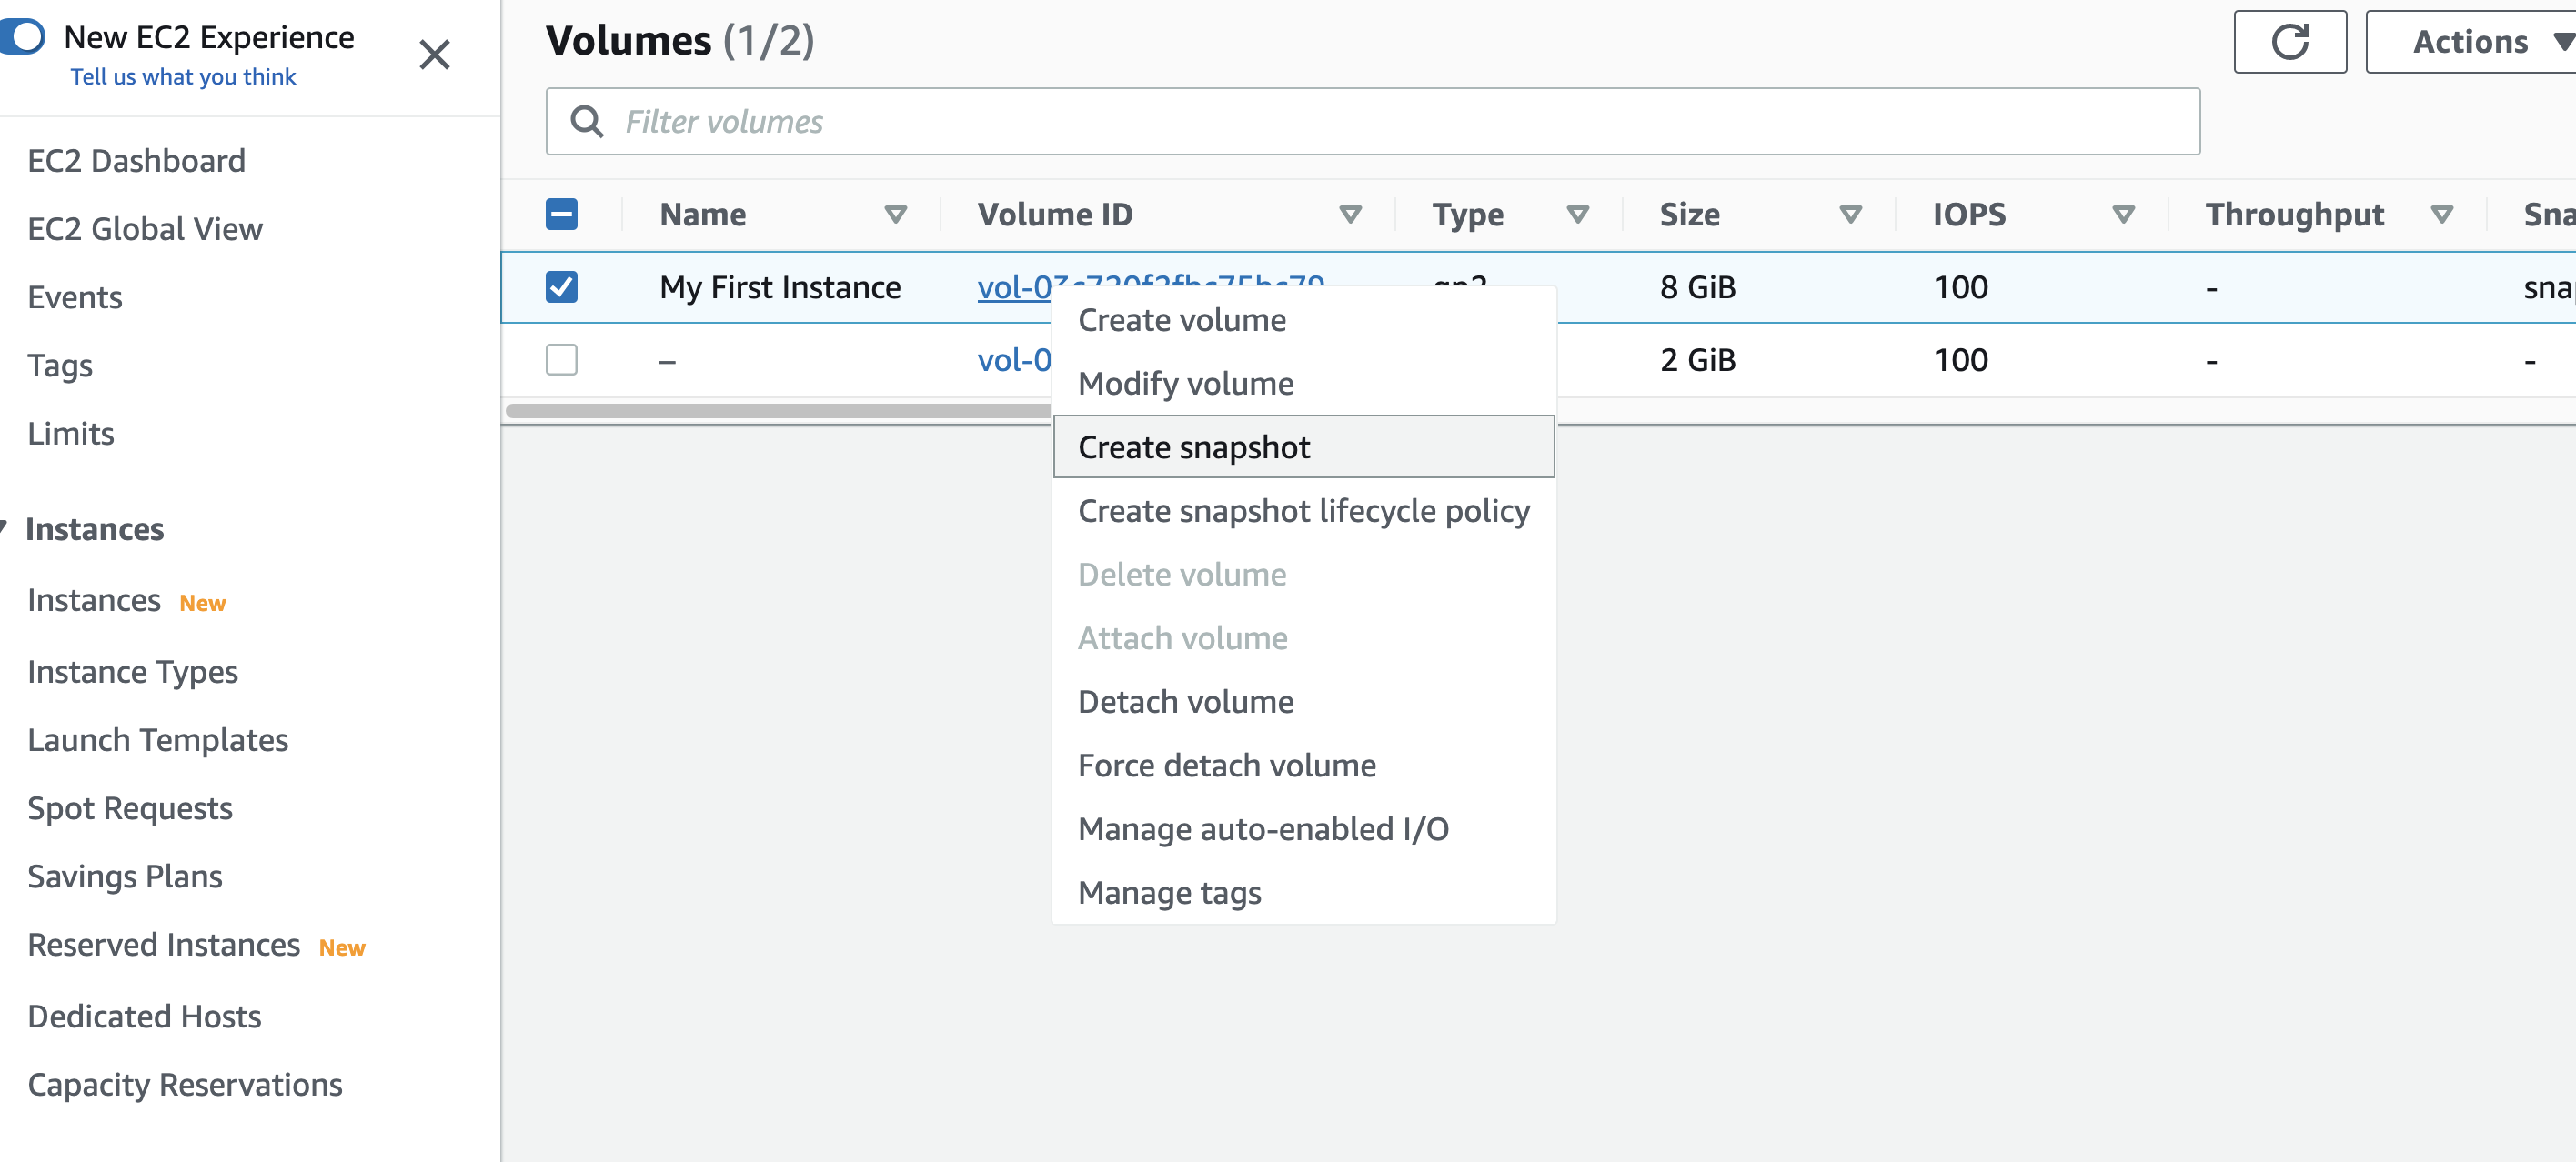 New EC2 Experience
Tell us what you think
EC2 Dashboard
EC2 Global View
Events
Tags
Limits
Instances
Instances New
Instance Types
Launch Templates
Spot Requests
Savings Plans
Reserved Instances New
Dedicated Hosts
Capacity Reservations
Volumes (1/2)
Actions
Filter volumes
Name Volume ID Type Size IOPS Throughput Sna
My First Instance 8 GiB 100 - sna
– vol-0 2 GiB 100 - -
Create volume
Modify volume
Create snapshot
Create snapshot lifecycle policy
Delete volume
Attach volume
Detach volume
Force detach volume
Manage auto-enabled I/O
Manage tags